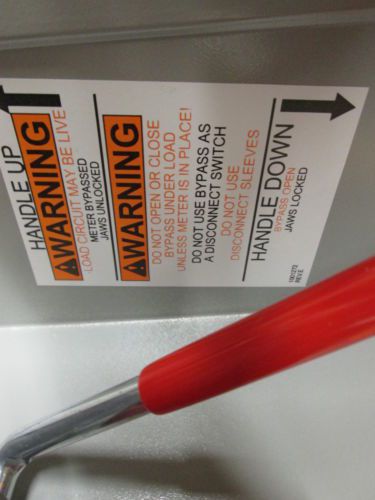 HANDLE UP
WARNING
LOAD CIRCUIT MAY BE LIVE
METER BYPASSED
JAWS UNLOCKED
WARNING
DO NOT OPEN OR CLOSE
BYPASS UNDER LOAD
UNLESS METER IS IN PLACE!
DO NOT USE BYPASS AS
A DISCONNECT SWITCH
DO NOT USE
DISCONNECT SLEEVES
HANDLE DOWN
BYPASS OPEN
JAWS LOCKED
REV.E